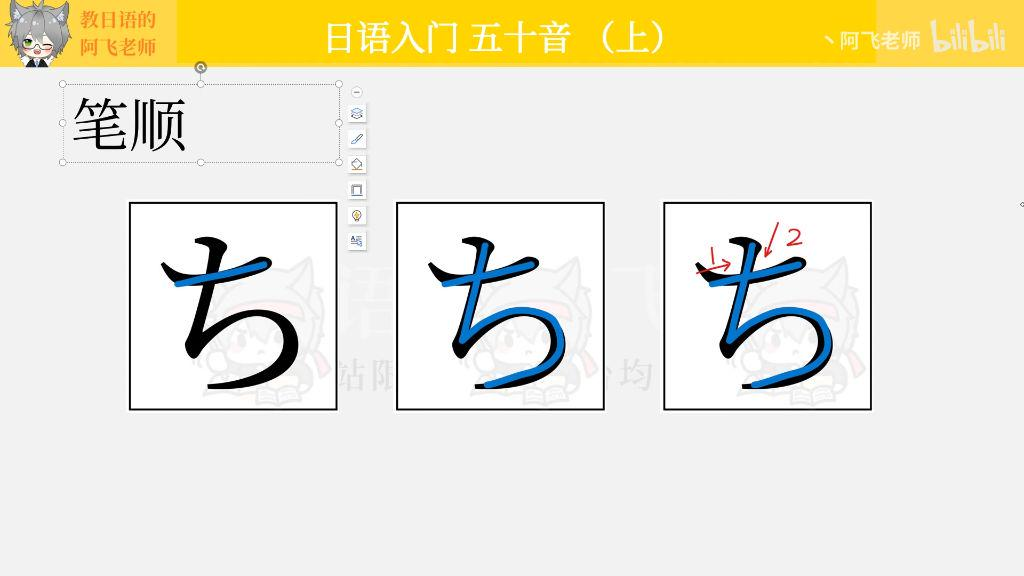 教日语的
阿飞老师
日语入门 五十音 （上）
丶阿飞老师 bilibili
笔顺
ち ち ち
1 2